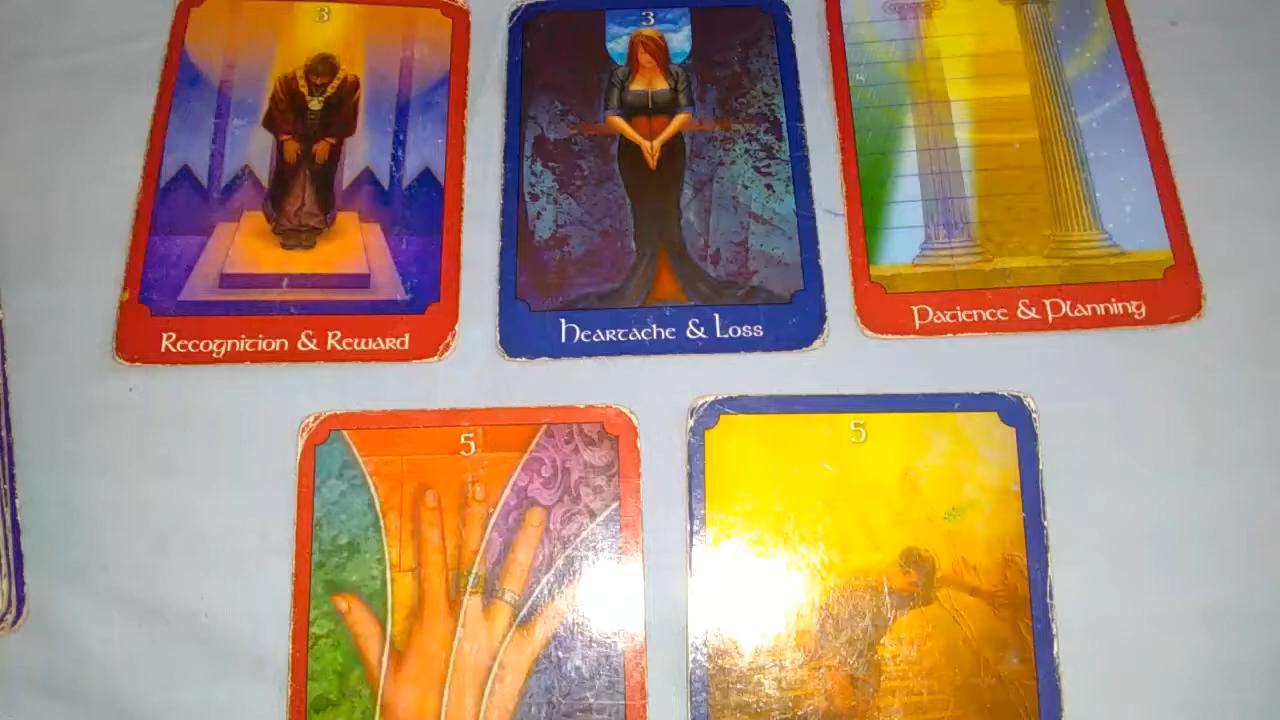 3
Recognition & Reward
3
Heartache & Loss
Patience & Planning
5
5